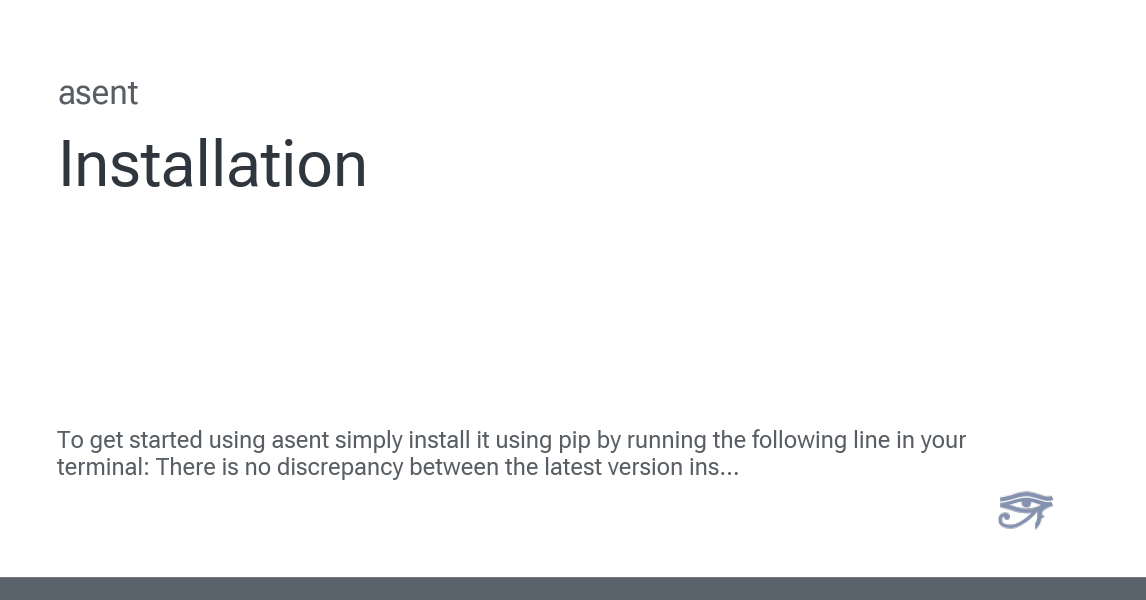 asent
Installation
To get started using asent simply install it using pip by running the following line in your
terminal: There is no discrepancy between the latest version ins...